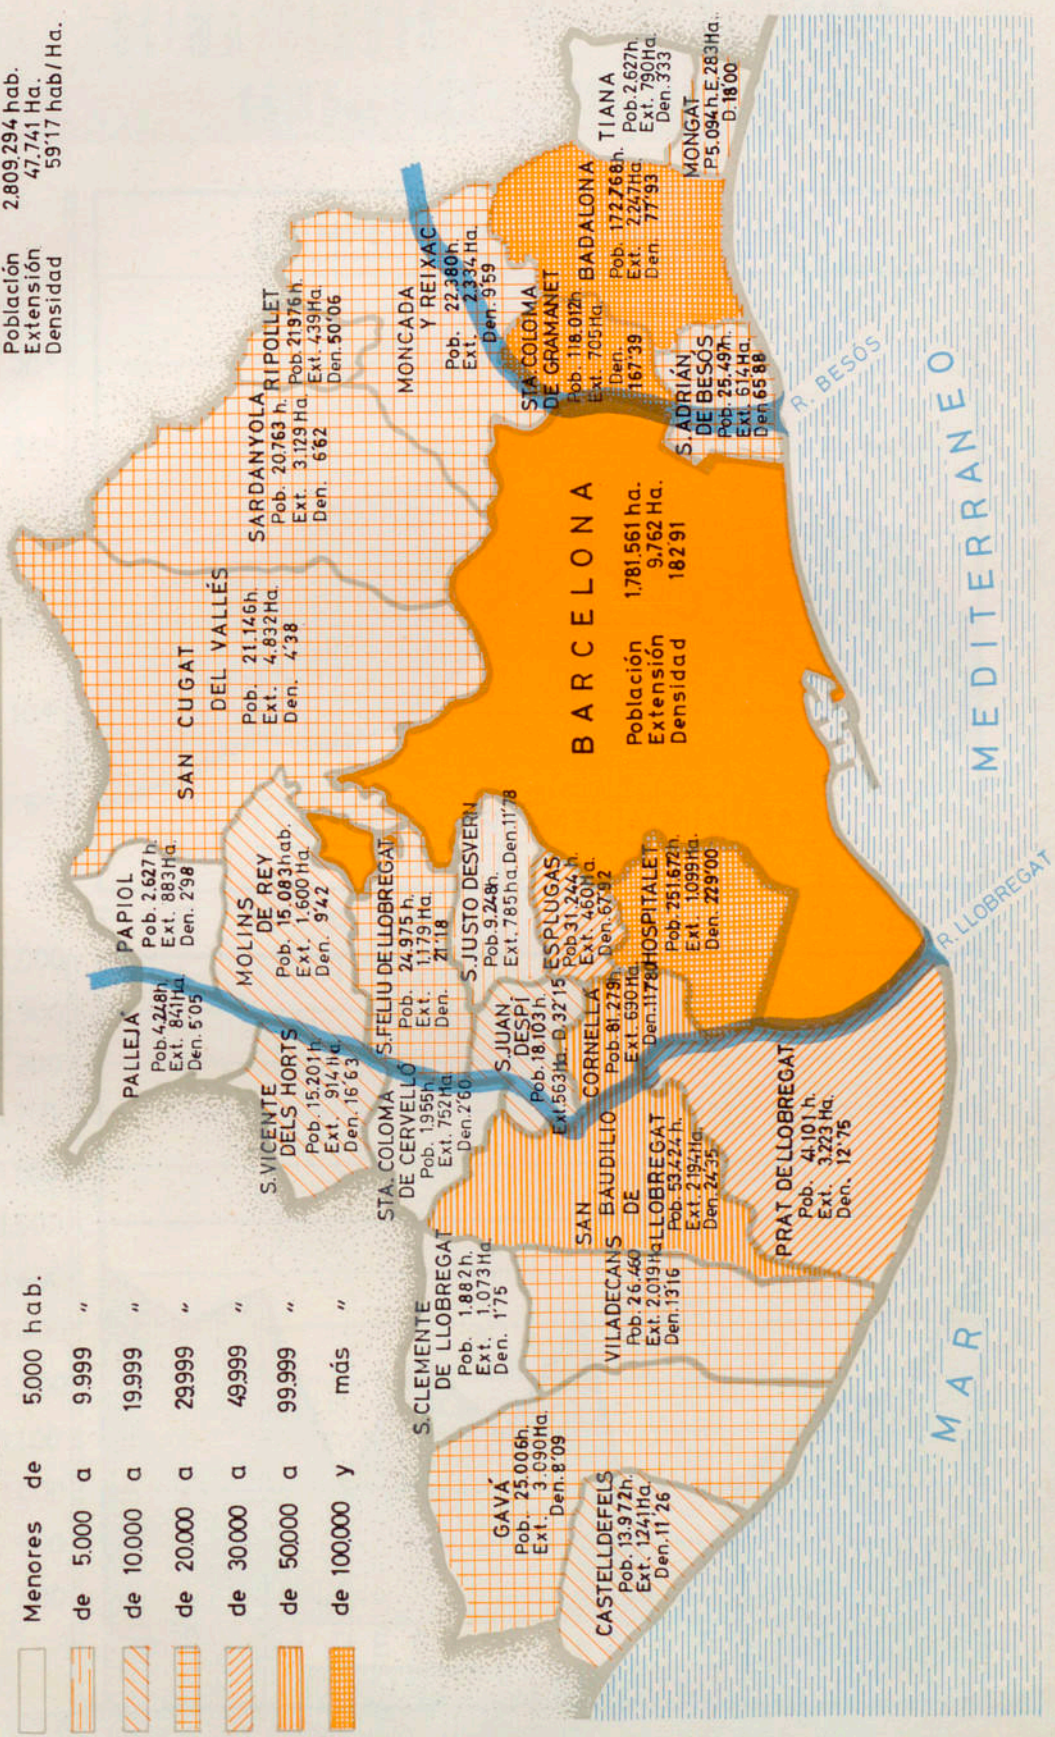 Población 2.809.294 hab.
Extensión 47.741 Ha.
Densidad 59'17 hab/Ha.
Menores de 5.000 hab.
de 5.000 a 9.999 "
de 10.000 a 19.999 "
de 20.000 a 29.999 "
de 30.000 a 49.999 "
de 50.000 a 99.999 "
de 100.000 y más "
PALLEJÁ
Pob. 4.248h.
Ext. 841Ha.
Den. 5'05
PAPIOL
Pob. 2.627 h.
Ext. 883Ha.
Den. 2'98
SAN CUGAT
DEL VALLÉS
Pob. 21.146h.
Ext. 4.832Ha.
Den. 4'38
SARDANYOLA
Pob. 20.763 h.
Ext. 3.129 Ha.
Den. 6'62
RIPOLLET
Pob. 21.976h.
Ext. 439Ha.
Den. 50'06
MONCADA
Y REIXAC
Pob. 22.380h.
Ext. 2.334 Ha.
Den. 9'59
STA. COLOMA
DE GRAMANET
Pob. 118.012h.
Ext. 705Ha.
Den.
167'39
BADALONA
Pob. 172.768h.
Ext. 2.247Ha.
Den. 77'93
TIANA
Pob. 2.627h.
Ext. 790Ha.
Den. 3'33
MONGAT
P.5.094h.E.283Ha.
D. 18'00
S. ADRIÁN
DE BESÓS
Pob. 25.497h.
Ext. 614Ha.
Den. 65'88
MOLINS
DE REY
Pob. 15.083hab.
Ext. 1.600Ha.
Den. 9'42
S.VICENTE
DELS HORTS
Pob. 15.201h.
Ext. 914Ha.
Den. 16'63
S.FELIU DE LLOBREGAT
Pob. 24.975 h.
Ext. 1.179 Ha.
Den. 21'18
S.JUSTO DESVERN
Pob. 9.248h.
Ext. 785ha. Den.11'78
STA. COLOMA
DE CERVELLÓ
Pob. 1.955h.
Ext. 752Ha.
Den. 2'60
S.JUAN
DESPÍ
Pob. 18.103 h.
Ext.563Ha. D.32'15
ESPLUGAS
Pob. 31.244 h.
Ext. 460Ha.
Den. 67'92
HOSPITALET
Pob. 251.672h.
Ext. 1.099Ha.
Den. 229'00
CORNELLA
Pob. 81.279h.
Ext. 690Ha.
Den. 117'80
BARCELONA
Población 1.781.561 ha.
Extensión 9.762 Ha.
Densidad 182'91
S.CLEMENTE
DE LLOBREGAT
Pob. 1.882h.
Ext. 1.073Ha.
Den. 1'75
SAN BAUDILIO
DE
LLOBREGAT
Pob. 53.424 h.
Ext. 2.194Ha.
Den. 24'35
VILADECANS
Pob. 26.460
Ext. 2.019Ha.
Den. 13'16
GAVÁ
Pob. 25.006h.
Ext. 3.090Ha.
Den. 8'09
CASTELLDEFELS
Pob. 13.972h.
Ext. 1.241Ha.
Den. 11'26
PRAT DE LLOBREGAT
Pob. 41.101 h.
Ext. 3.223 Ha.
Den. 12'75
R. BESÓS
R. LLOBREGAT
MAR MEDITERRANEO